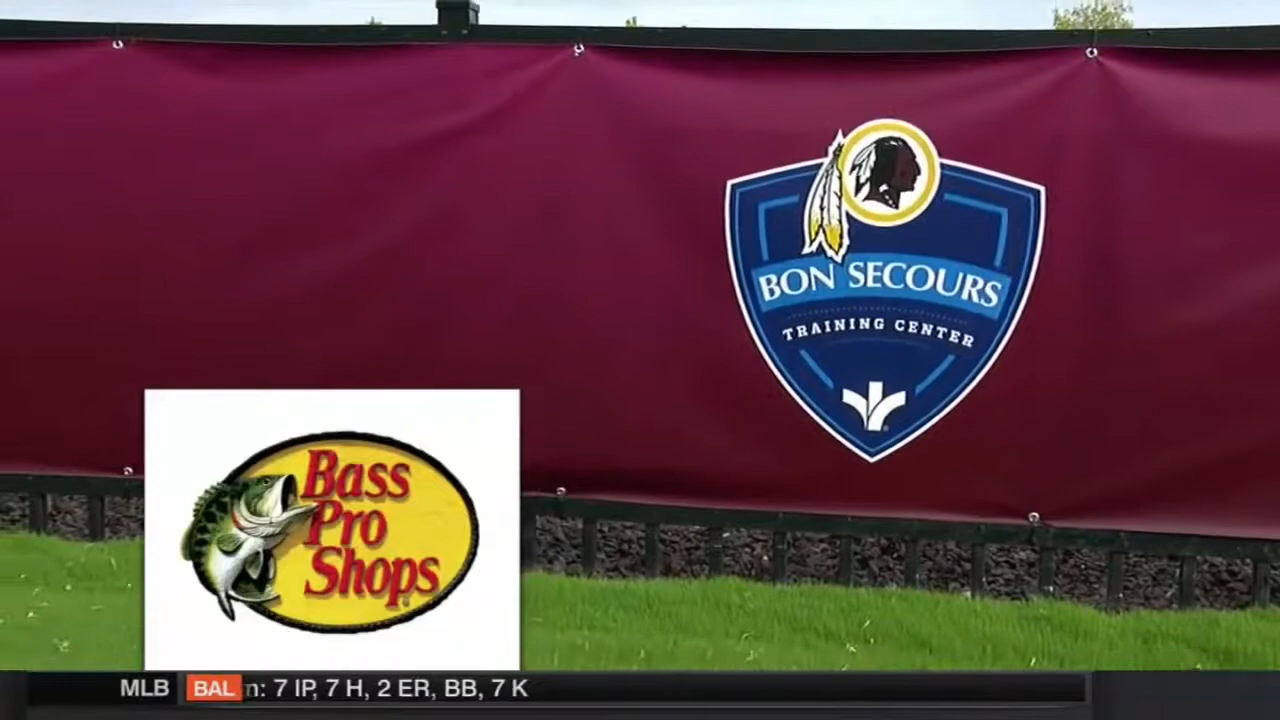 BON SECOURS
TRAINING CENTER
Bass
Pro
Shops
MLB BAL n: 7 IP, 7 H, 2 ER, BB, 7 K